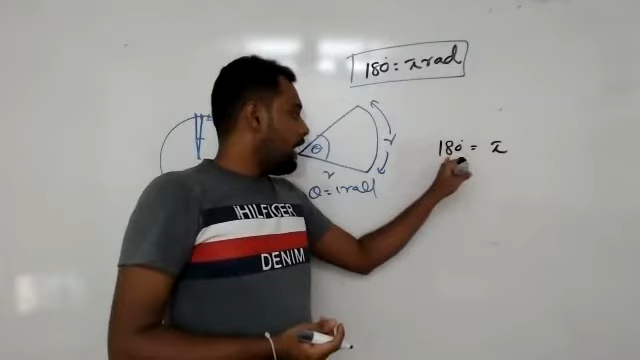 180° = π rad
θ
r
r
θ = 1 rad
180° = π
HILFIGER
DENIM